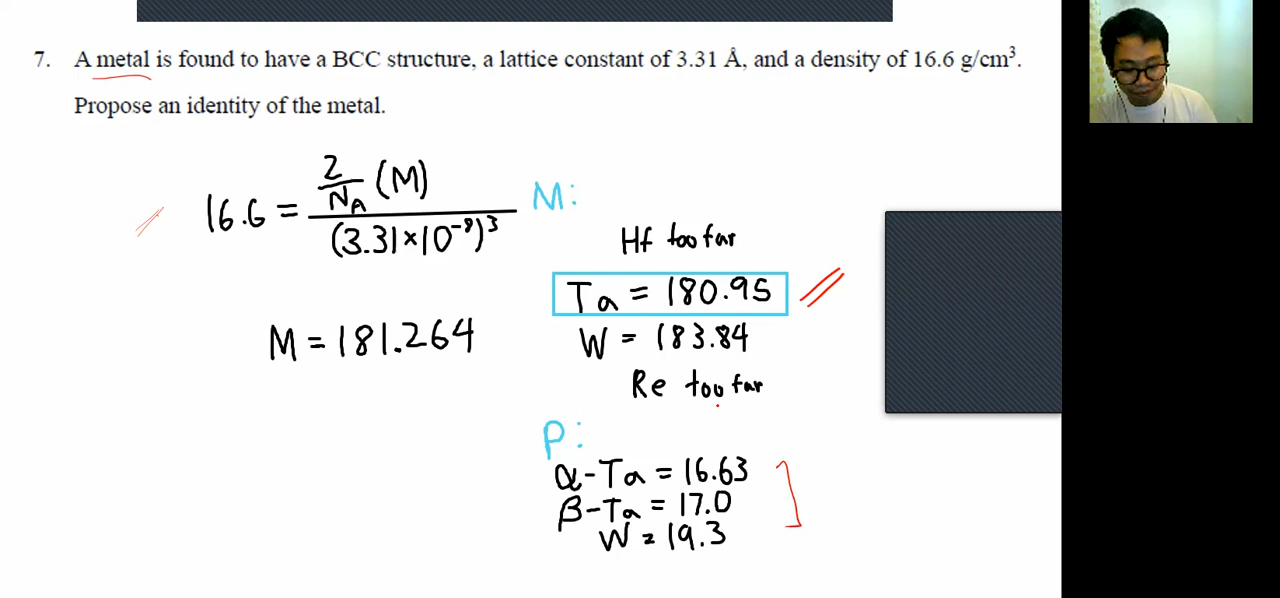 7. A metal is found to have a BCC structure, a lattice constant of 3.31 Å, and a density of 16.6 g/cm³.
Propose an identity of the metal.
16.6 = 2/N_A (M) / (3.31×10⁻⁸)³
M = 181.264
M:
Hf too far
Ta = 180.95
W = 183.84
Re too far
ρ:
α-Ta = 16.63
β-Ta = 17.0
W = 19.3